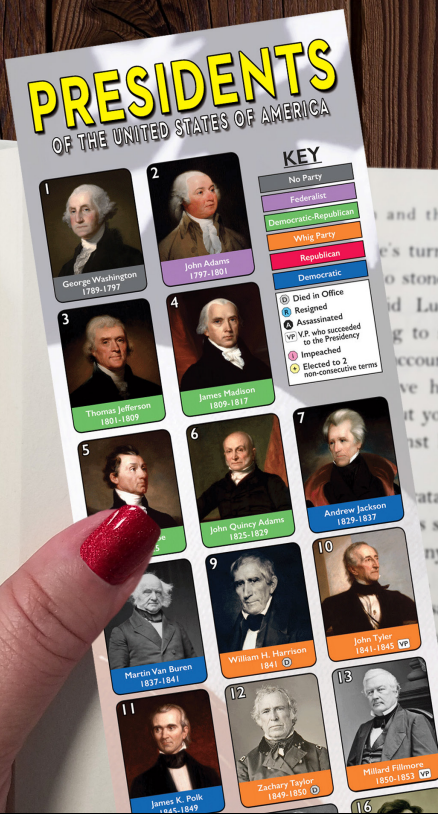 PRESIDENTS
OF THE UNITED STATES OF AMERICA
KEY
No Party
Federalist
Democratic-Republican
Whig Party
Republican
Democratic
D Died in Office
R Resigned
A Assassinated
VP V.P. who succeeded
to the Presidency
I Impeached
+ Elected to 2
non-consecutive terms
1
George Washington
1789-1797
2
John Adams
1797-1801
3
Thomas Jefferson
1801-1809
4
James Madison
1809-1817
5
6
John Quincy Adams
1825-1829
7
Andrew Jackson
1829-1837
Martin Van Buren
1837-1841
9
William H. Harrison
1841 D
10
John Tyler
1841-1845 VP
11
James K. Polk
1845-1849
12
Zachary Taylor
1849-1850 D
13
Millard Fillmore
1850-1853 VP
16
and th
e's turn